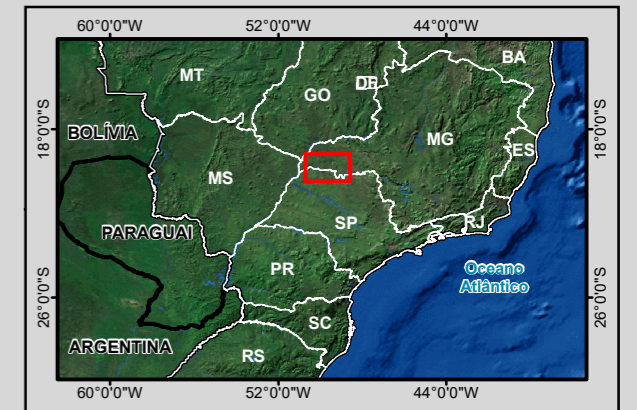 60°0'0"W 52°0'0"W 44°0'0"W
BA
MT
GO
18°0'0"S
18°0'0"S
BOLÍVIA
MG
ES
MS
SP
RJ
PARAGUAI
PR
Oceano
Atlântico
26°0'0"S
26°0'0"S
SC
ARGENTINA
RS
60°0'0"W 52°0'0"W 44°0'0"W